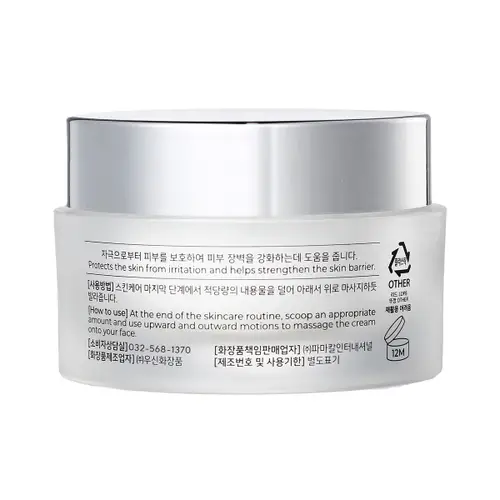 자극으로부터 피부를 보호하여 피부 장벽을 강화하는데 도움을 줍니다.
Protects the skin from irritation and helps strengthen the skin barrier.
[사용방법] 스킨케어 마지막 단계에서 적당량의 내용물을 덜어 아래서 위로 마사지하듯
발라줍니다.
[How to use] At the end of the skincare routine, scoop an appropriate
amount and use upward and outward motions to massage the cream
onto your face.
[소비자상담실] 032-568-1370
[화장품책임판매업자] ㈜파마칼인터내셔널
[화장품제조업자] ㈜우신화장품
[제조번호 및 사용기한] 별도표기
OTHER
재활용 어려움
12M